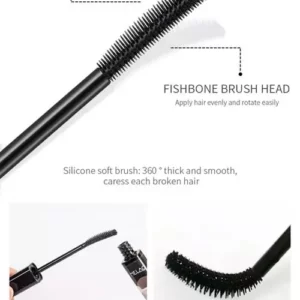 FISHBONE BRUSH HEAD
Apply hair evenly and rotate easily
Silicone soft brush: 360 ° thick and smooth,
caress each broken hair